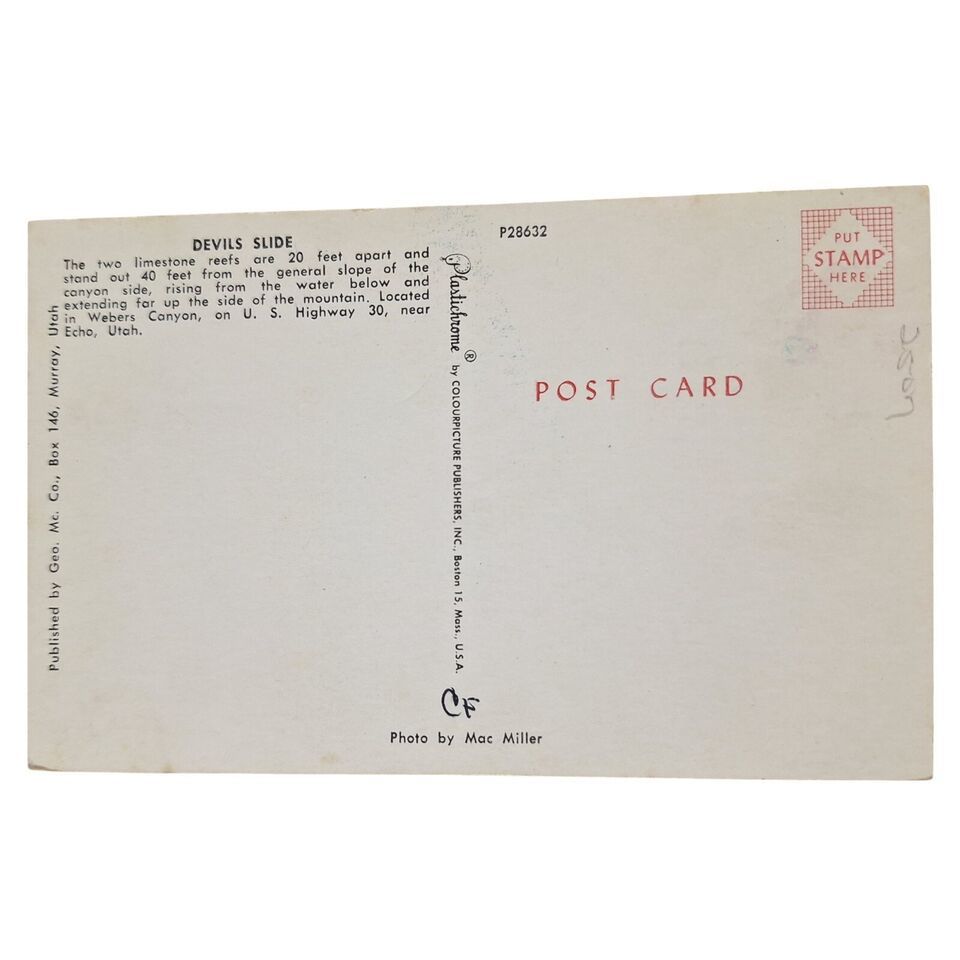 DEVILS SLIDE
The two limestone reefs are 20 feet apart and
stand out 40 feet from the general slope of the
canyon side, rising from the water below and
extending far up the side of the mountain. Located
in Webers Canyon, on U. S. Highway 30, near
Echo, Utah.
Published by Geo. Mc. Co., Box 146, Murray, Utah
Plastichrome ® by COLOURPICTURE PUBLISHERS, INC., Boston 15, Mass., U.S.A.
P28632
PUT
STAMP
HERE
POST CARD
Photo by Mac Miller